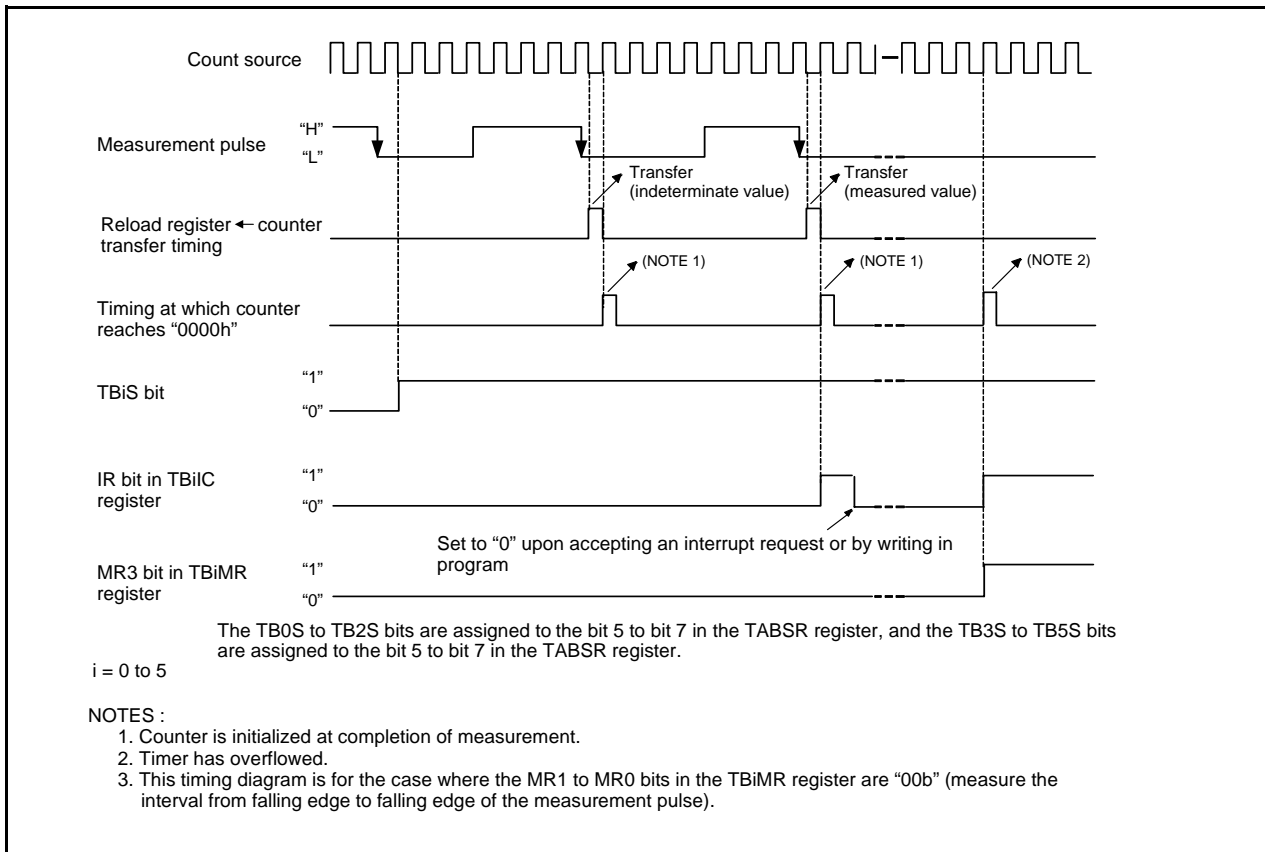 Count source
Measurement pulse
“H”
“L”
Transfer
(indeterminate value)
Transfer
(measured value)
Reload register ← counter
transfer timing
(NOTE 1)
(NOTE 1)
(NOTE 2)
Timing at which counter
reaches “0000h”
TBiS bit
“1”
“0”
IR bit in TBiIC
register
“1”
“0”
Set to “0” upon accepting an interrupt request or by writing in
program
MR3 bit in TBiMR
register
“1”
“0”
The TB0S to TB2S bits are assigned to the bit 5 to bit 7 in the TABSR register, and the TB3S to TB5S bits
are assigned to the bit 5 to bit 7 in the TABSR register.
i = 0 to 5
NOTES :
1. Counter is initialized at completion of measurement.
2. Timer has overflowed.
3. This timing diagram is for the case where the MR1 to MR0 bits in the TBiMR register are “00b” (measure the
interval from falling edge to falling edge of the measurement pulse).